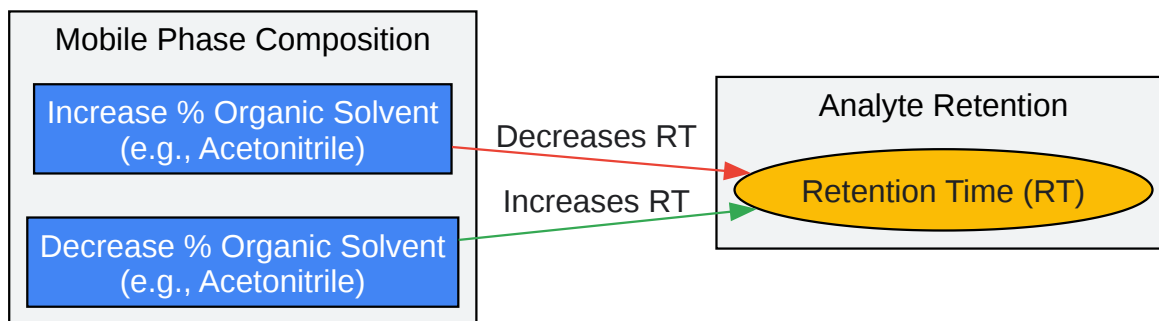 Mobile Phase Composition
Increase % Organic Solvent
(e.g., Acetonitrile)
Decrease % Organic Solvent
(e.g., Acetonitrile)
Decreases RT
Increases RT
Analyte Retention
Retention Time (RT)